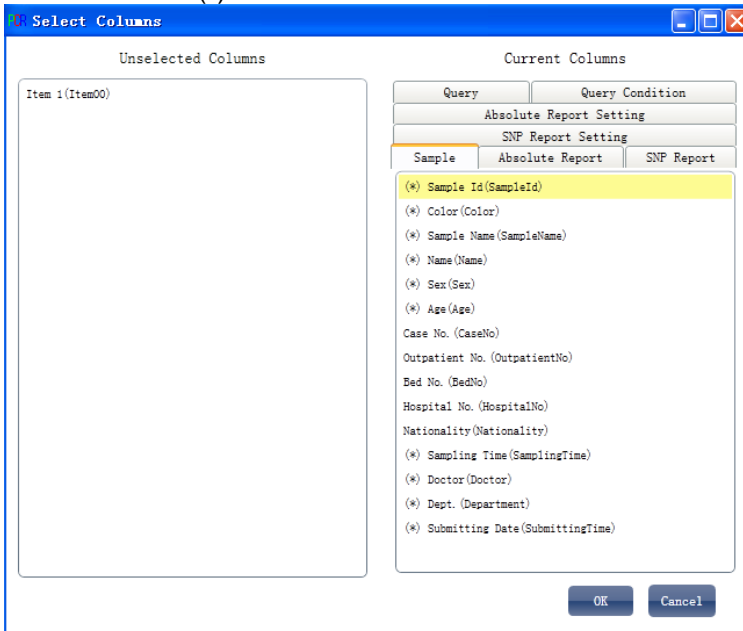 (*)
PCR Select Columns
Unselected Columns
Current Columns
Item 1(Item00)
Query
Query Condition
Absolute Report Setting
SNP Report Setting
Sample
Absolute Report
SNP Report
(*) Sample Id(SampleId)
(*) Color(Color)
(*) Sample Name(SampleName)
(*) Name(Name)
(*) Sex(Sex)
(*) Age(Age)
Case No.(CaseNo)
Outpatient No.(OutpatientNo)
Bed No.(BedNo)
Hospital No.(HospitalNo)
Nationality(Nationality)
(*) Sampling Time(SamplingTime)
(*) Doctor(Doctor)
(*) Dept.(Department)
(*) Submitting Date(SubmittingTime)
OK
Cancel